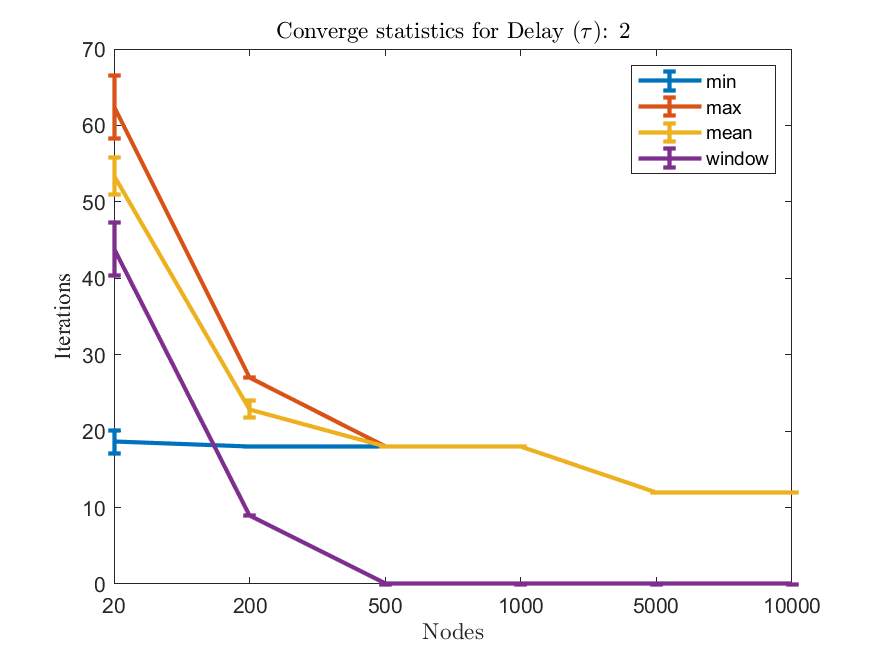 Converge statistics for Delay (τ): 2
70
60
50
40
30
20
10
0
Iterations
min
max
mean
window
20 200 500 1000 5000 10000
Nodes